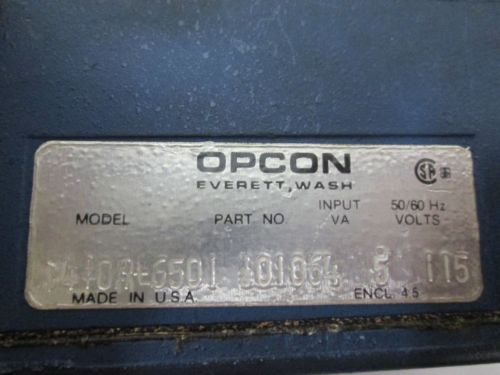 OPCON
EVERETT, WASH
INPUT 50/60 Hz
MODEL PART NO VA VOLTS
101064 5 115
MADE IN U.S.A. ENCL 4.5